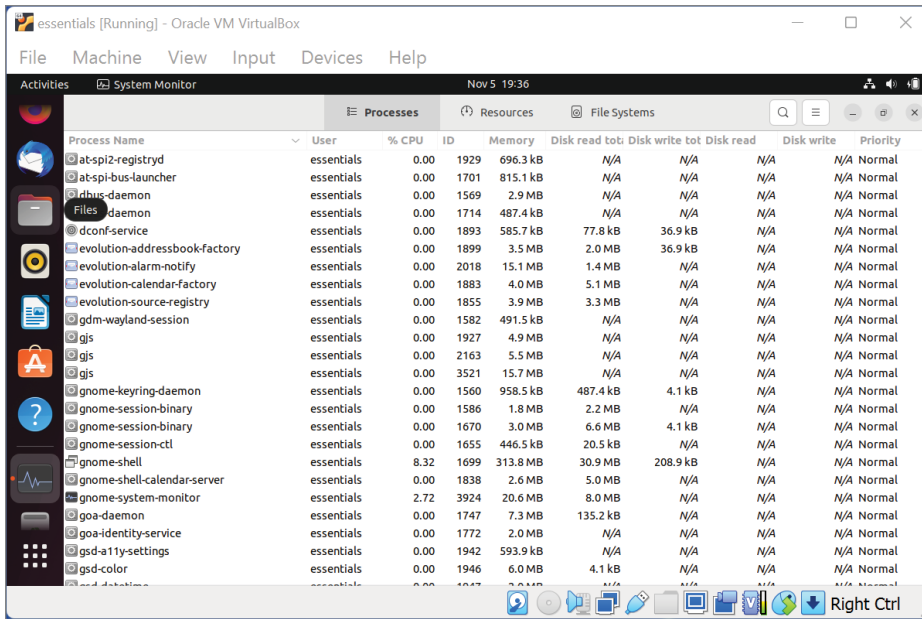 essentials [Running] - Oracle VM VirtualBox
File Machine View Input Devices Help
Activities System Monitor Nov 5 19:36
Processes Resources File Systems
Process Name User % CPU ID Memory Disk read tot Disk write tot Disk read Disk write Priority
at-spi2-registryd essentials 0.00 1929 696.3 kB N/A N/A N/A N/A Normal
at-spi-bus-launcher essentials 0.00 1701 815.1 kB N/A N/A N/A N/A Normal
dbus-daemon essentials 0.00 1569 2.9 MB N/A N/A N/A N/A Normal
Files daemon essentials 0.00 1714 487.4 kB N/A N/A N/A N/A Normal
dconf-service essentials 0.00 1893 585.7 kB 77.8 kB 36.9 kB N/A N/A Normal
evolution-addressbook-factory essentials 0.00 1899 3.5 MB 2.0 MB 36.9 kB N/A N/A Normal
evolution-alarm-notify essentials 0.00 2018 15.1 MB 1.4 MB N/A N/A N/A Normal
evolution-calendar-factory essentials 0.00 1883 4.0 MB 5.1 MB N/A N/A N/A Normal
evolution-source-registry essentials 0.00 1855 3.9 MB 3.3 MB N/A N/A N/A Normal
gdm-wayland-session essentials 0.00 1582 491.5 kB N/A N/A N/A N/A Normal
gjs essentials 0.00 1927 4.9 MB N/A N/A N/A N/A Normal
gjs essentials 0.00 2163 5.5 MB N/A N/A N/A N/A Normal
gjs essentials 0.00 3521 15.7 MB N/A N/A N/A N/A Normal
gnome-keyring-daemon essentials 0.00 1560 958.5 kB 487.4 kB 4.1 kB N/A N/A Normal
gnome-session-binary essentials 0.00 1586 1.8 MB 2.2 MB N/A N/A N/A Normal
gnome-session-binary essentials 0.00 1670 3.0 MB 6.6 MB 4.1 kB N/A N/A Normal
gnome-session-ctl essentials 0.00 1655 446.5 kB 20.5 kB N/A N/A N/A Normal
gnome-shell essentials 8.32 1699 313.8 MB 30.9 MB 208.9 kB N/A N/A Normal
gnome-shell-calendar-server essentials 0.00 1838 2.6 MB 5.0 MB N/A N/A N/A Normal
gnome-system-monitor essentials 2.72 3924 20.6 MB 8.0 MB N/A N/A N/A Normal
goa-daemon essentials 0.00 1747 7.3 MB 135.2 kB N/A N/A N/A Normal
goa-identity-service essentials 0.00 1772 2.0 MB N/A N/A N/A N/A Normal
gsd-a11y-settings essentials 0.00 1942 593.9 kB N/A N/A N/A N/A Normal
gsd-color essentials 0.00 1946 6.0 MB 4.1 kB N/A N/A N/A Normal
Right Ctrl